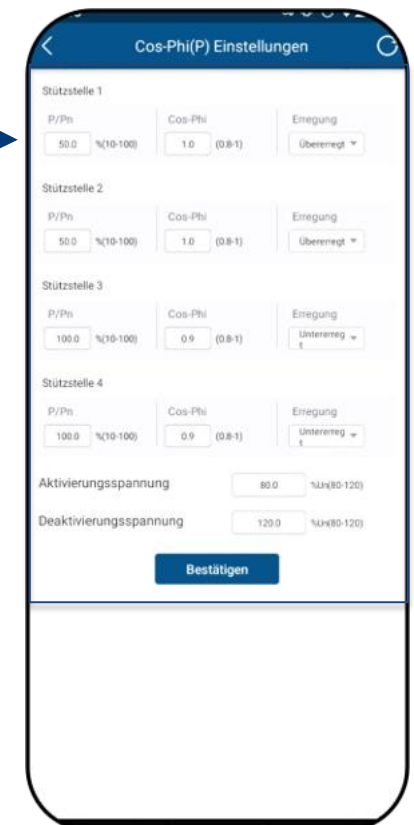 Cos-Phi(P) Einstellungen
Stützstelle 1
P/Pn Cos-Phi Erregung
50.0 %(10-100) 1.0 (0.8-1) Übererregt
Stützstelle 2
P/Pn Cos-Phi Erregung
50.0 %(10-100) 1.0 (0.8-1) Übererregt
Stützstelle 3
P/Pn Cos-Phi Erregung
100.0 %(10-100) 0.9 (0.8-1) Untererreg
t
Stützstelle 4
P/Pn Cos-Phi Erregung
100.0 %(10-100) 0.9 (0.8-1) Untererreg
t
Aktivierungsspannung 80.0 %Un(80-120)
Deaktivierungsspannung 120.0 %Un(80-120)
Bestätigen